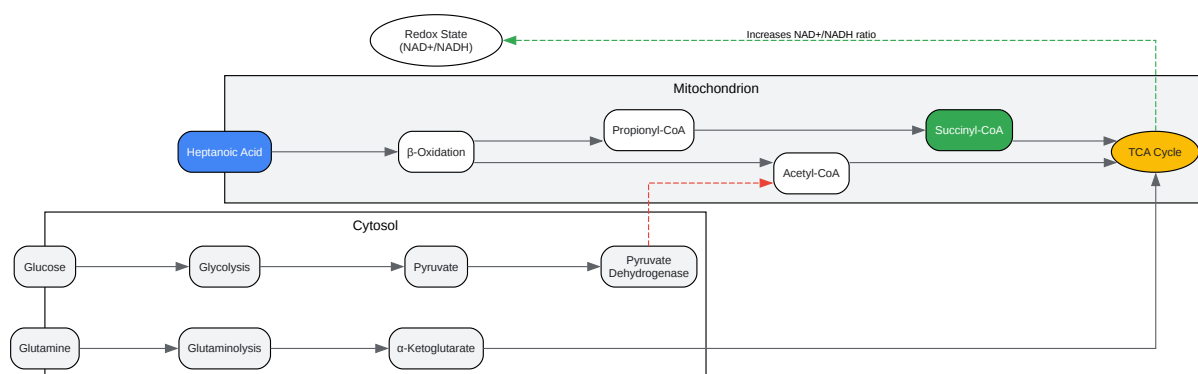 Redox State
(NAD+/NADH)
Increases NAD+/NADH ratio
Mitochondrion
Propionyl-CoA
Succinyl-CoA
Heptanoic Acid
β-Oxidation
TCA Cycle
Acetyl-CoA
Cytosol
Glucose
Glycolysis
Pyruvate
Pyruvate
Dehydrogenase
Glutamine
Glutaminolysis
α-Ketoglutarate